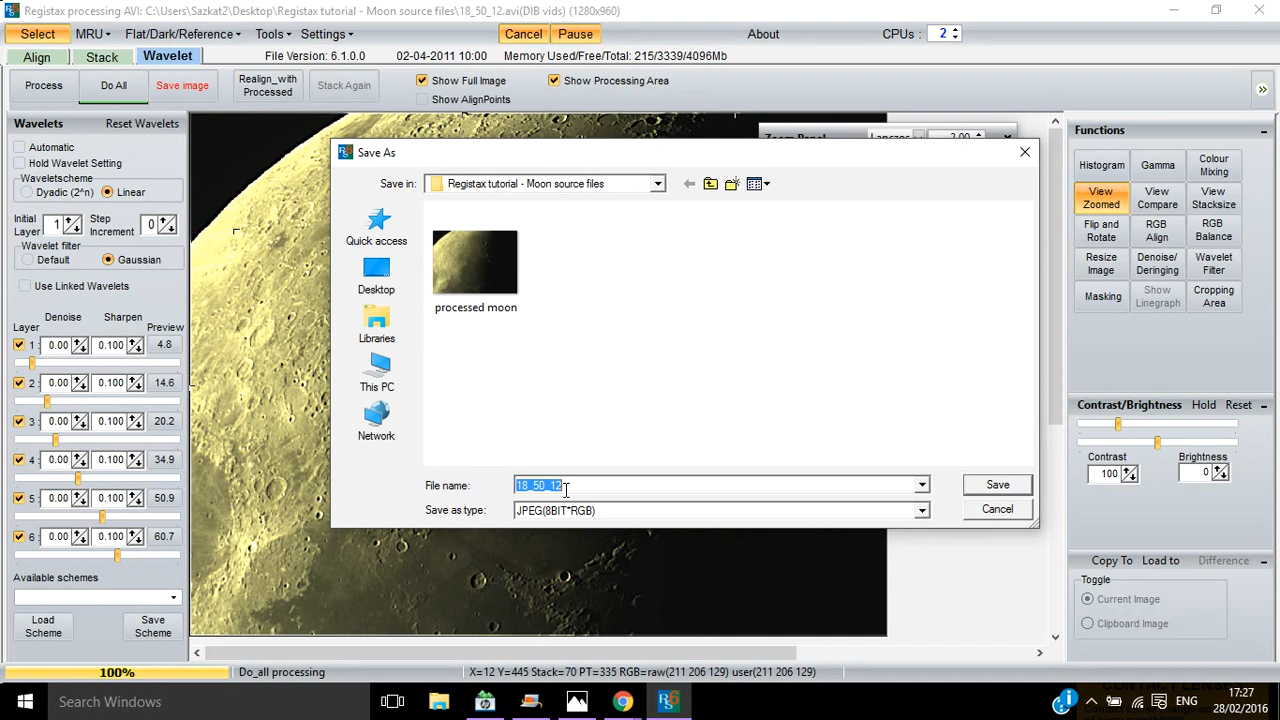 Registax processing AVI: C:\Users\Sazkat2\Desktop\Registax tutorial - Moon source files\18_50_12.avi(DIB vids) (1280x960)
Select MRU Flat/Dark/Reference Tools Settings Cancel Pause About CPUs: 2
Align Stack Wavelet File Version: 6.1.0.0 02-04-2011 10:00 Memory Used/Free/Total: 215/3339/4096Mb
Process Do All Save image Realign_with Processed Stack Again Show Full Image Show Processing Area
Show AlignPoints
Wavelets Reset Wavelets
Automatic
Hold Wavelet Setting
Waveletscheme
Dyadic (2^n) Linear
Initial Layer 1 Step Increment 0
Wavelet filter
Default Gaussian
Use Linked Wavelets
Denoise Sharpen
Layer Preview
1 : 0.00 0.100 4.8
2 : 0.00 0.100 14.6
3 : 0.00 0.100 20.2
4 : 0.00 0.100 34.9
5 : 0.00 0.100 50.9
6 : 0.00 0.100 60.7
Available schemes
Load Scheme Save Scheme
Zoom Panel Lanczos 2.00
R6 Save As
Save in: Registax tutorial - Moon source files
Quick access
Desktop
Libraries
This PC
Network
processed moon
File name: 18_50_12 Save
Save as type: JPEG(8BIT*RGB) Cancel
Functions
Histogram Gamma Colour Mixing
View Zoomed View Compare View Stacksize
Flip and Rotate RGB Align RGB Balance
Resize Image Denoise/ Deringing Wavelet Filter
Masking Show Linegraph Cropping Area
Contrast/Brightness Hold Reset
Contrast Brightness
100 0
Copy To Load to Difference
Toggle
Current Image
Clipboard Image
100% Do_all processing X=12 Y=445 Stack=70 PT=335 RGB=raw(211 206 129) user(211 206 129)
Search Windows
ENG 17:27
28/02/2016